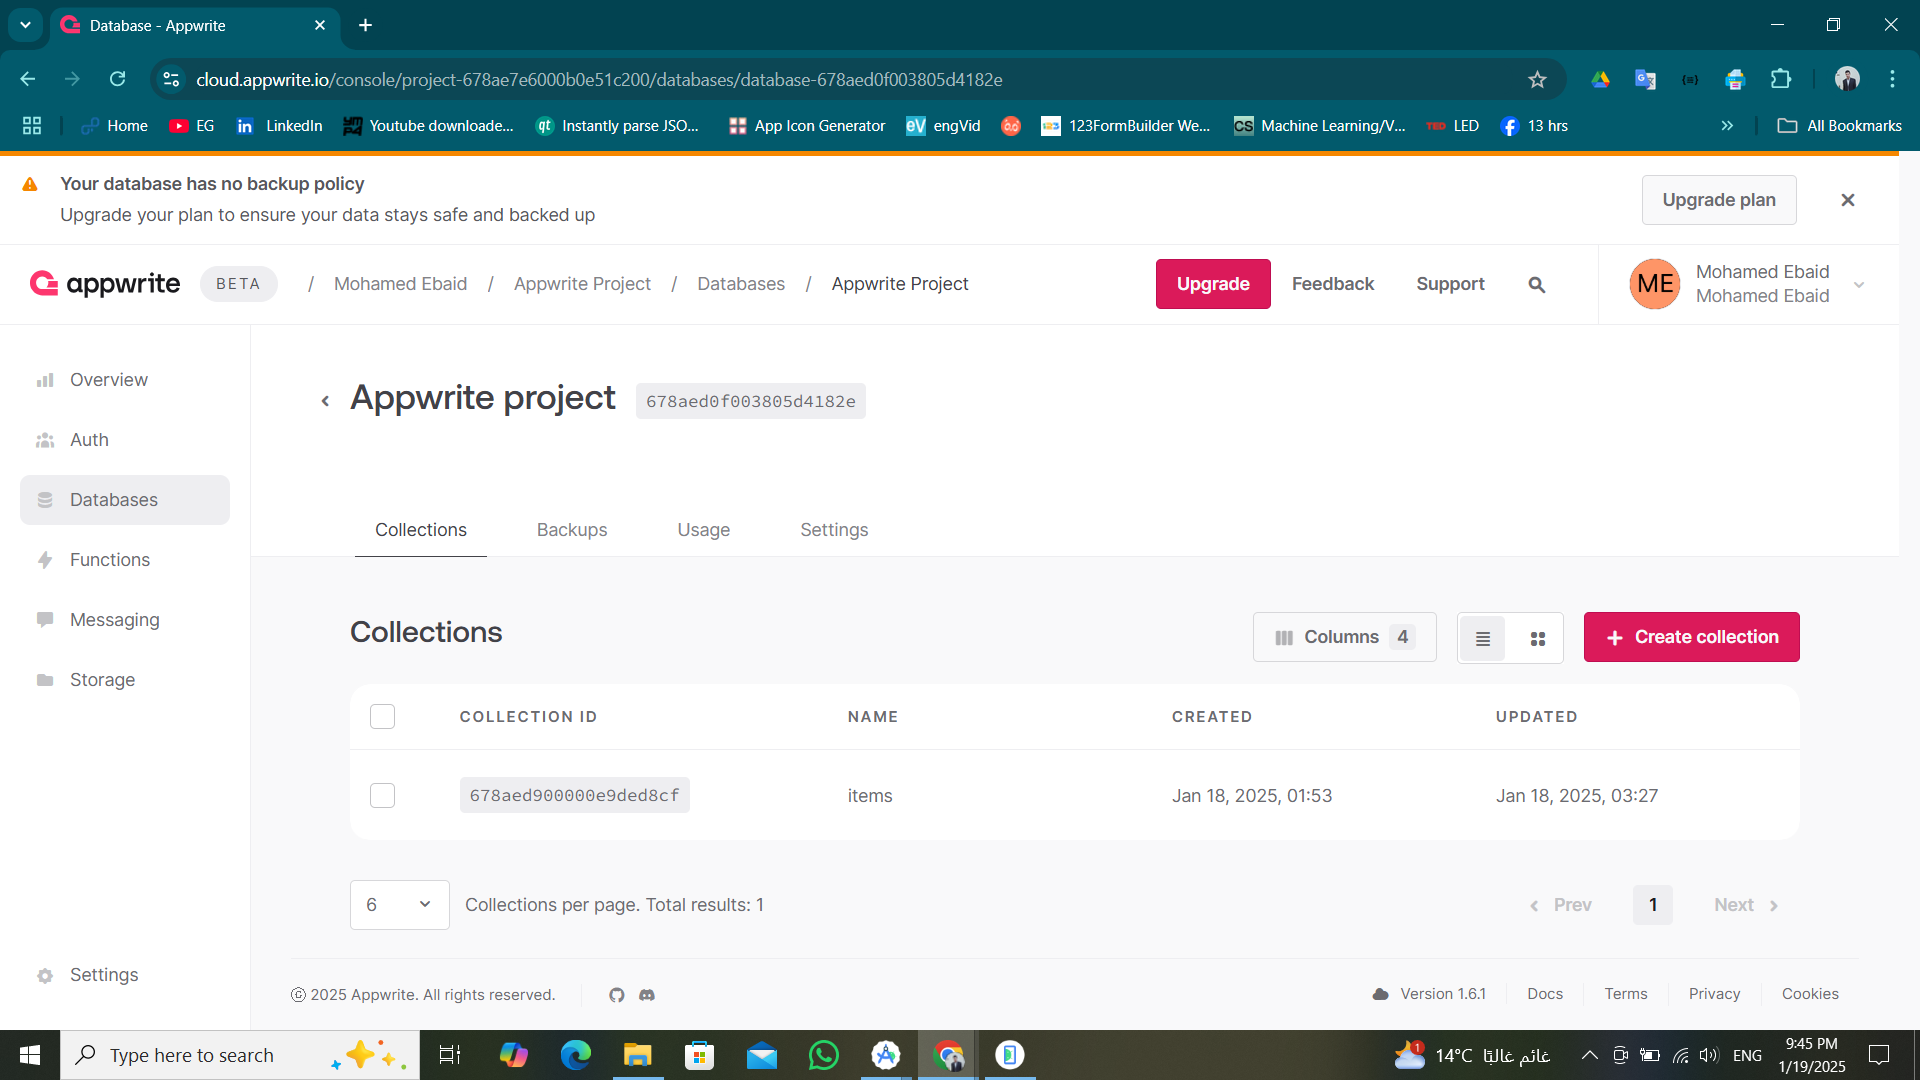 Database - Appwrite
cloud.appwrite.io/console/project-678ae7e6000b0e51c200/databases/database-678aed0f003805d4182e
Home
EG
LinkedIn
Youtube downloade...
Instantly parse JSO...
App Icon Generator
engVid
123FormBuilder We...
Machine Learning/V...
LED
13 hrs
All Bookmarks
Your database has no backup policy
Upgrade your plan to ensure your data stays safe and backed up
Upgrade plan
appwrite
BETA
/ Mohamed Ebaid / Appwrite Project / Databases / Appwrite Project
Upgrade
Feedback
Support
ME
Mohamed Ebaid
Mohamed Ebaid
Overview
Auth
Databases
Functions
Messaging
Storage
Settings
Appwrite project
678aed0f003805d4182e
Collections
Backups
Usage
Settings
Collections
Columns 4
Create collection
COLLECTION ID NAME CREATED UPDATED
678aed900000e9ded8cf items Jan 18, 2025, 01:53 Jan 18, 2025, 03:27
6
Collections per page. Total results: 1
Prev 1 Next
© 2025 Appwrite. All rights reserved.
Version 1.6.1
Docs
Terms
Privacy
Cookies
Type here to search
1
14°C غائم غالبًا
ENG
9:45 PM
1/19/2025